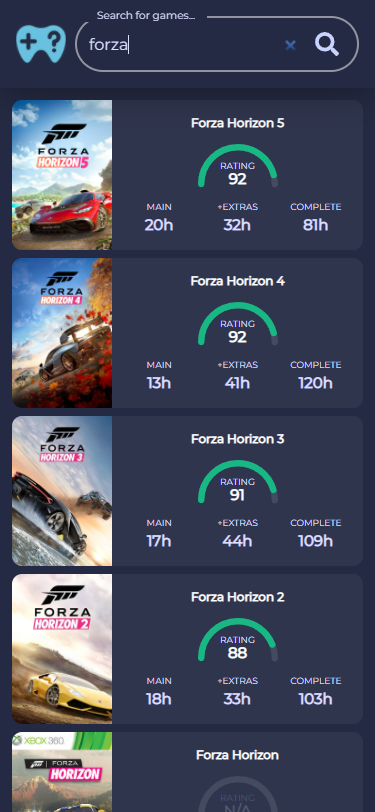 Search for games...
forza
FORZA
HORIZON 5
Forza Horizon 5
RATING
92
MAIN +EXTRAS COMPLETE
20h 32h 81h
FORZA
HORIZON 4
Forza Horizon 4
RATING
92
MAIN +EXTRAS COMPLETE
13h 41h 120h
FORZA
HORIZON 3
Forza Horizon 3
RATING
91
MAIN +EXTRAS COMPLETE
17h 44h 109h
FORZA
HORIZON 2
Forza Horizon 2
RATING
88
MAIN +EXTRAS COMPLETE
18h 33h 103h
XBOX 360
FORZA
HORIZON
Forza Horizon
RATING
N/A